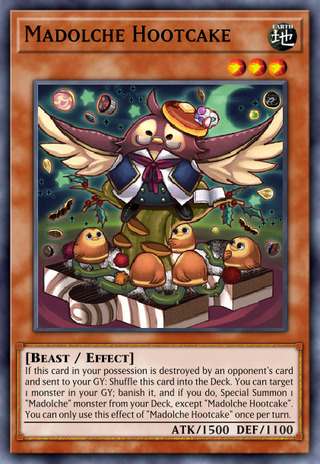 Madolche Hootcake
EARTH
地
[Beast / Effect]
If this card in your possession is destroyed by an opponent's card
and sent to your GY: Shuffle this card into the Deck. You can target
1 monster in your GY; banish it, and if you do, Special Summon 1
"Madolche" monster from your Deck, except "Madolche Hootcake".
You can only use this effect of "Madolche Hootcake" once per turn.
ATK/1500 DEF/1100